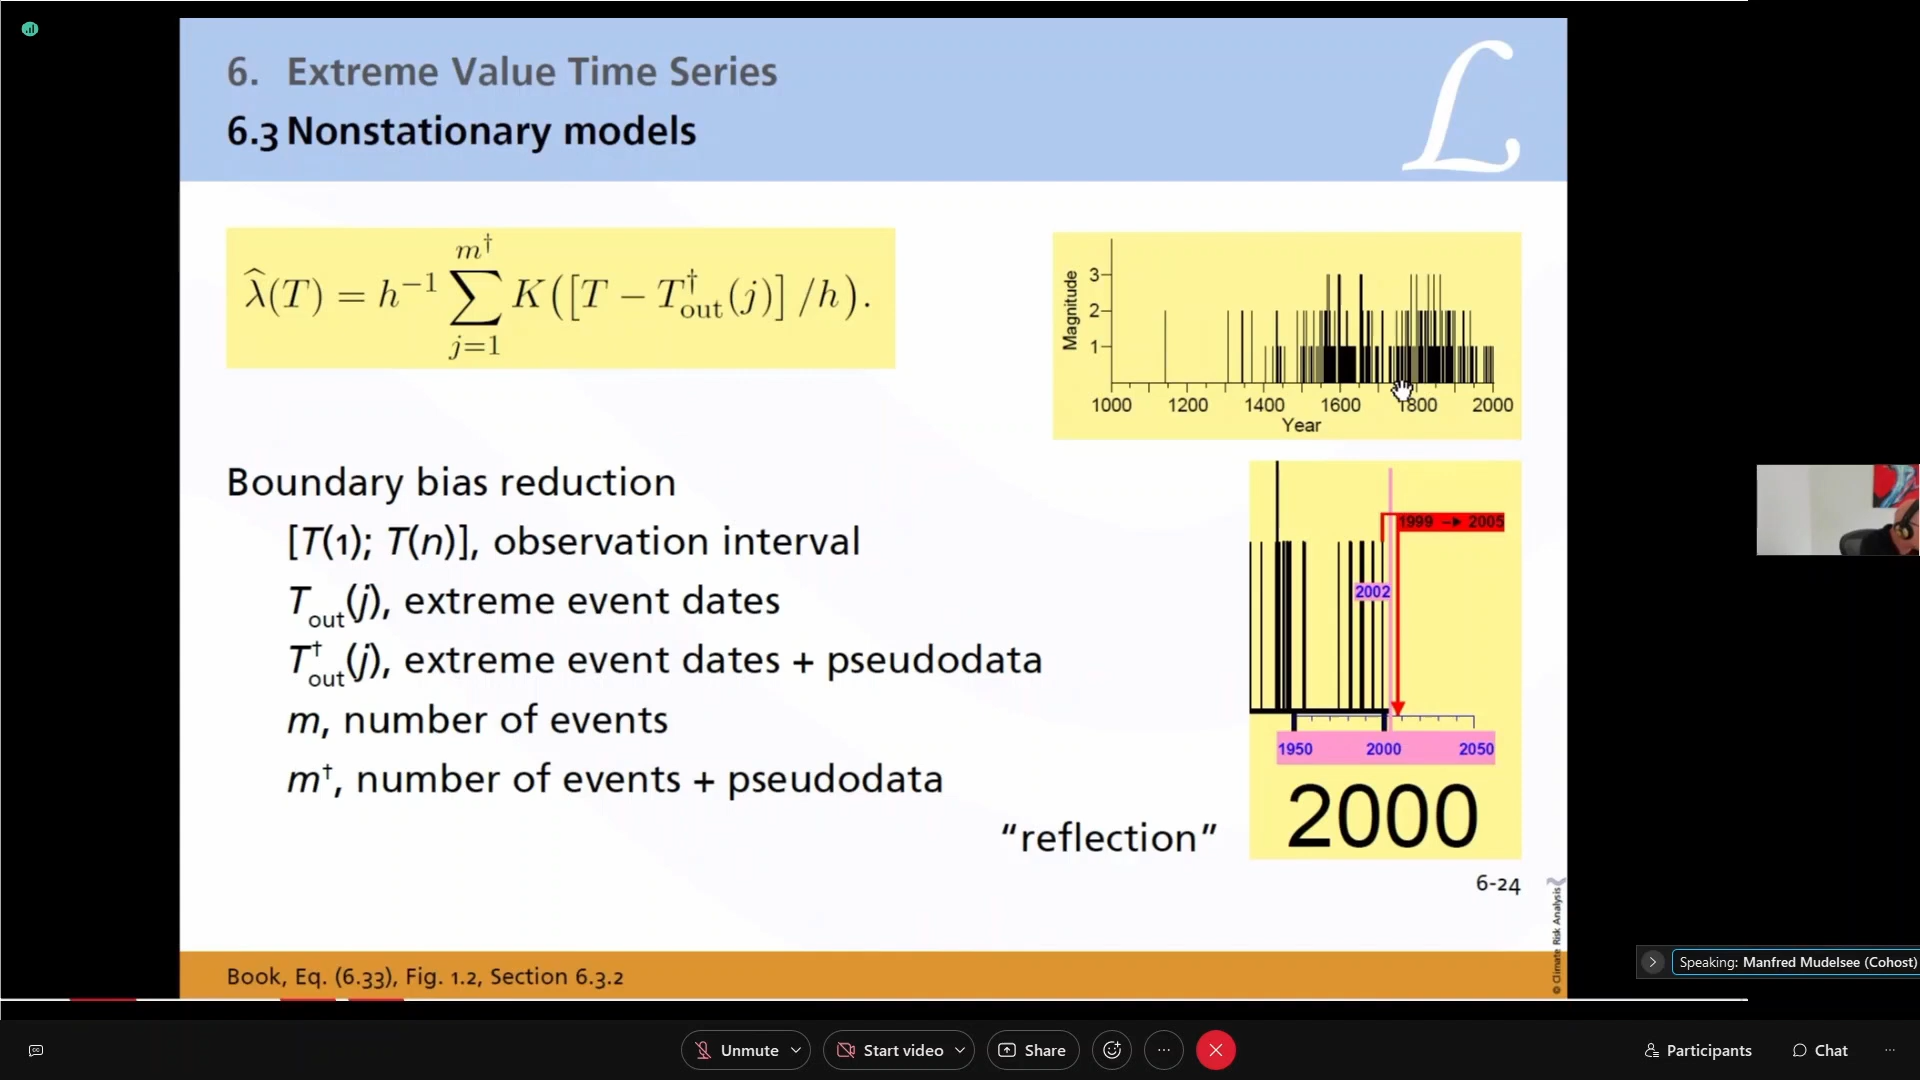 6. Extreme Value Time Series
6.3 Nonstationary models
ℒ
λ̂(T) = h⁻¹ ∑_{j=1}^{m†} K([T − T†out(j)] /h).
Magnitude
3
2
1
1000 1200 1400 1600 1800 2000
Year
Boundary bias reduction
[T(1); T(n)], observation interval
Tout(j), extreme event dates
T†out(j), extreme event dates + pseudodata
m, number of events
m†, number of events + pseudodata
"reflection"
1999 → 2005
2002
1950 2000 2050
2000
6-24
© Climate Risk Analysis
Book, Eq. (6.33), Fig. 1.2, Section 6.3.2
Speaking: Manfred Mudelsee (Cohost)
Unmute
Start video
Share
Participants
Chat